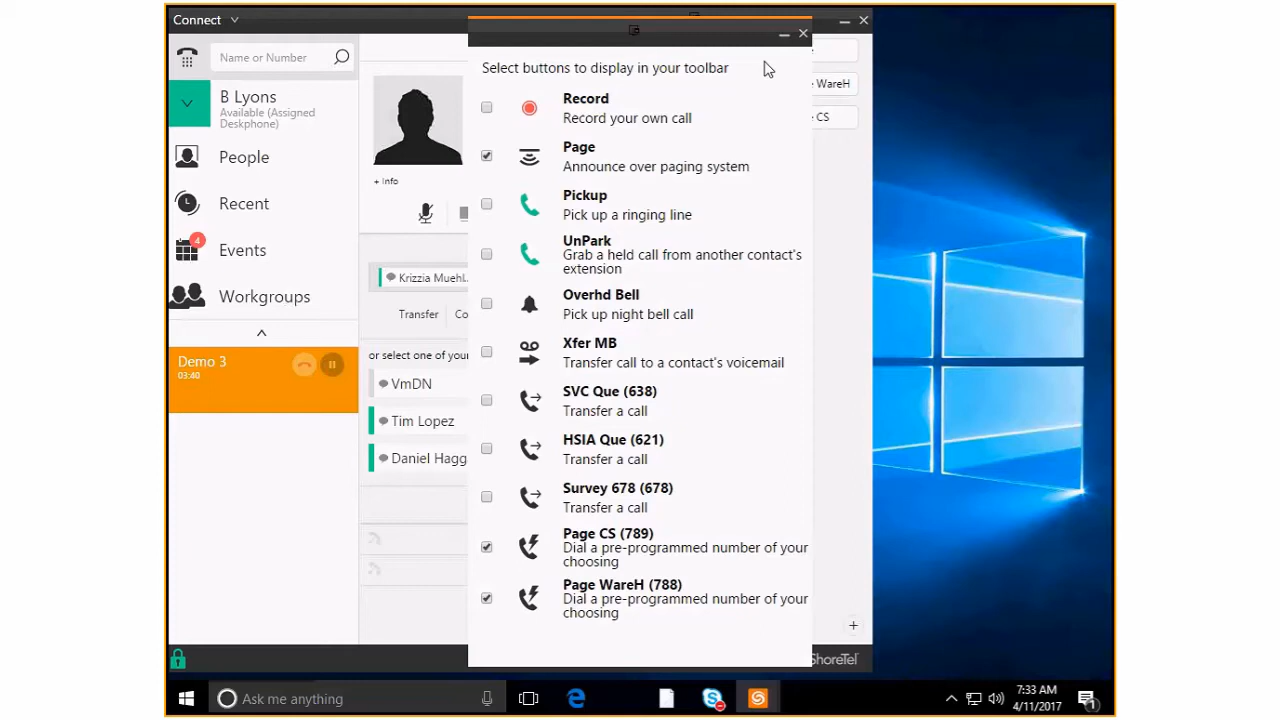 Connect
Name or Number
B Lyons
Available (Assigned
Deskphone)
People
Recent
4
Events
Workgroups
Demo 3
03:40
+ Info
Krizzia Muehl..
Transfer
Co
or select one of your
VmDN
Tim Lopez
Daniel Hagg
Select buttons to display in your toolbar
Record
Record your own call
Page
Announce over paging system
Pickup
Pick up a ringing line
UnPark
Grab a held call from another contact's
extension
Overhd Bell
Pick up night bell call
Xfer MB
Transfer call to a contact's voicemail
SVC Que (638)
Transfer a call
HSIA Que (621)
Transfer a call
Survey 678 (678)
Transfer a call
Page CS (789)
Dial a pre-programmed number of your
choosing
Page WareH (788)
Dial a pre-programmed number of your
choosing
WareH
CS
+
ShoreTel
Ask me anything
7:33 AM
4/11/2017
1